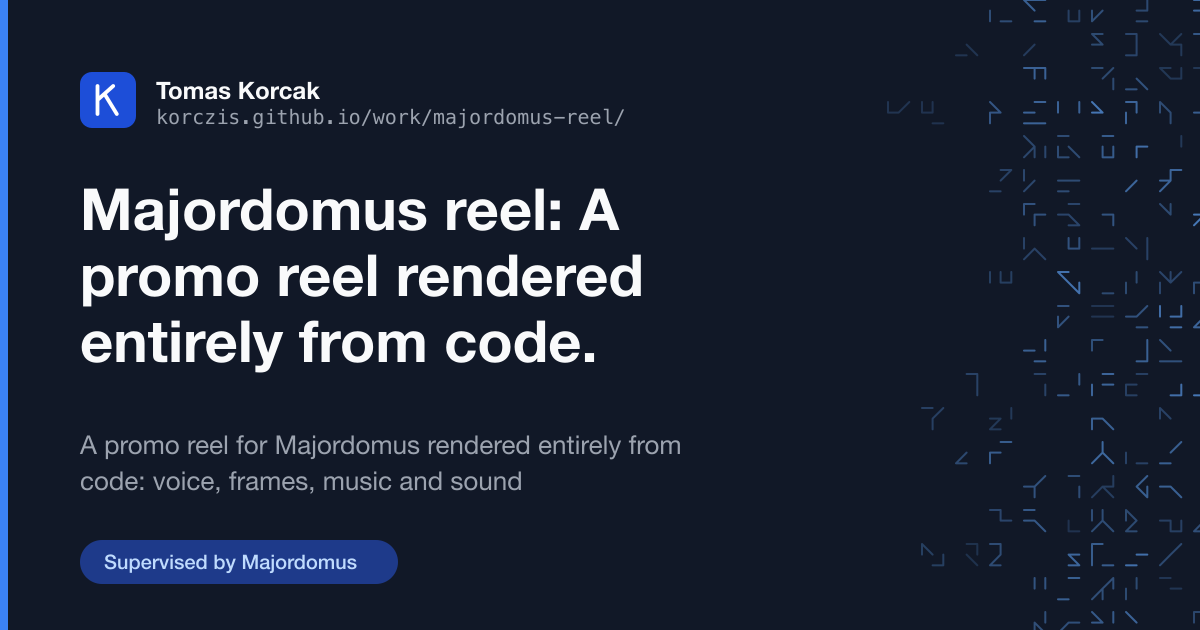 Tomas Korcak
korczis.github.io/work/majordomus-reel/
Majordomus reel: A
promo reel rendered
entirely from code.
A promo reel for Majordomus rendered entirely from
code: voice, frames, music and sound
Supervised by Majordomus